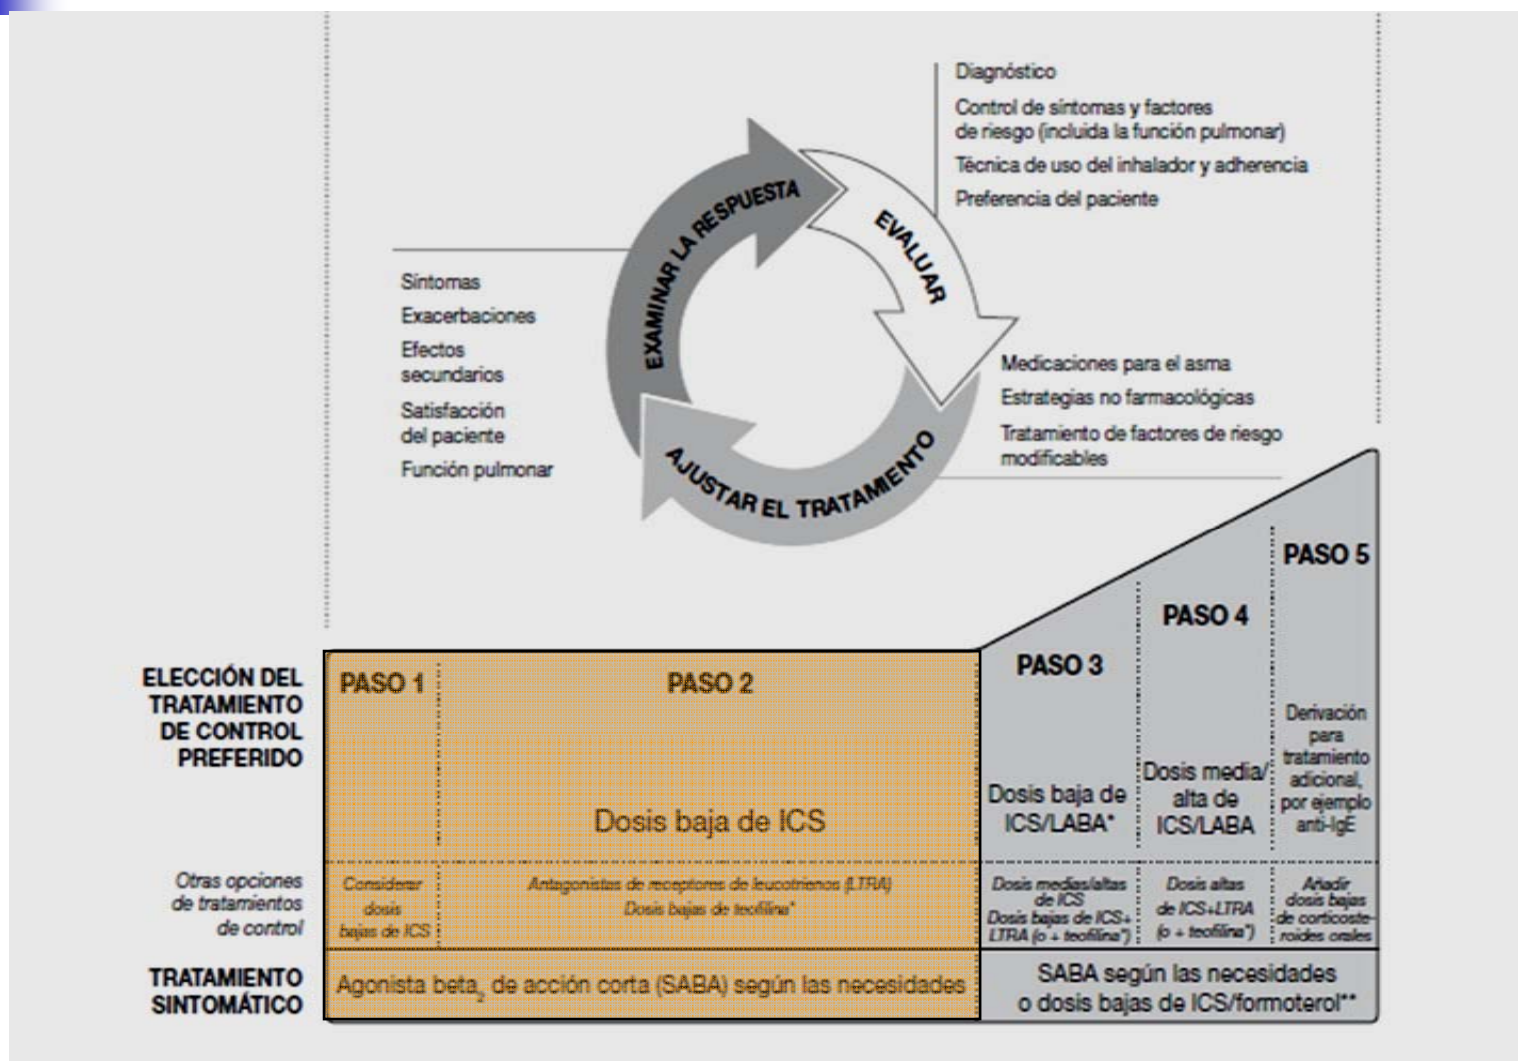 Diagnóstico
Control de síntomas y factores
de riesgo (incluida la función pulmonar)
Técnica de uso del inhalador y adherencia
Preferencia del paciente
EXAMINAR LA RESPUESTA
EVALUAR
AJUSTAR EL TRATAMIENTO
Síntomas
Exacerbaciones
Efectos
secundarios
Satisfacción
del paciente
Función pulmonar
Medicaciones para el asma
Estrategias no farmacológicas
Tratamiento de factores de riesgo
modificables
ELECCIÓN DEL
TRATAMIENTO
DE CONTROL
PREFERIDO
PASO 1
PASO 2
Dosis baja de ICS
PASO 3
Dosis baja de
ICS/LABA*
PASO 4
Dosis media/
alta de
ICS/LABA
PASO 5
Derivación
para
tratamiento
adicional,
por ejemplo
anti-IgE
Otras opciones
de tratamientos
de control
Considerar
dosis
bajas de ICS
Antagonistas de receptores de leucotrienos (LTRA)
Dosis bajas de teofilina*
Dosis medias/altas
de ICS
Dosis bajas de ICS+
LTRA (o + teofilina*)
Dosis altas
de ICS+LTRA
(o + teofilina*)
Añadir
dosis bajas
de corticoste-
roides orales
TRATAMIENTO
SINTOMÁTICO
Agonista beta₂ de acción corta (SABA) según las necesidades
SABA según las necesidades
o dosis bajas de ICS/formoterol**